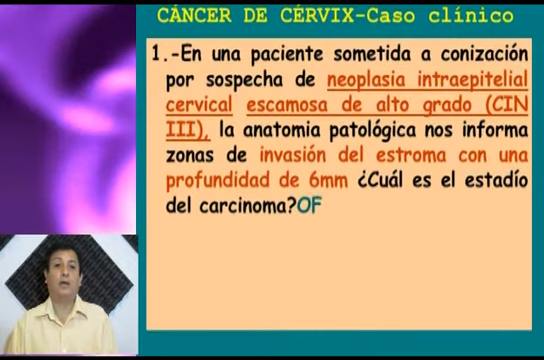 CÁNCER DE CÉRVIX-Caso clínico
1.-En una paciente sometida a conización
por sospecha de neoplasia intraepitelial
cervical escamosa de alto grado (CIN
III), la anatomia patológica nos informa
zonas de invasión del estroma con una
profundidad de 6mm ¿Cuál es el estadío
del carcinoma?OF